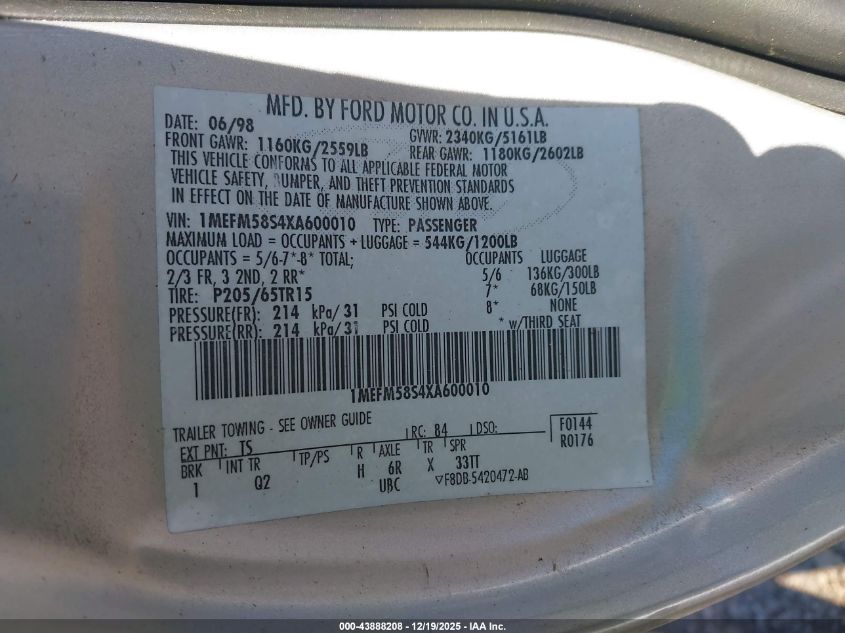 MFD. BY FORD MOTOR CO. IN U.S.A.
DATE: 06/98 GVWR: 2340KG/5161LB
FRONT GAWR: 1160KG/2559LB REAR GAWR: 1180KG/2602LB
THIS VEHICLE CONFORMS TO ALL APPLICABLE FEDERAL MOTOR
VEHICLE SAFETY, BUMPER, AND THEFT PREVENTION STANDARDS
IN EFFECT ON THE DATE OF MANUFACTURE SHOWN ABOVE.
VIN: 1MEFM58S4XA600010 TYPE: PASSENGER
MAXIMUM LOAD = OCCUPANTS + LUGGAGE = 544KG/1200LB
OCCUPANTS = 5/6-7*-8* TOTAL; OCCUPANTS LUGGAGE
2/3 FR, 3 2ND, 2 RR* 5/6 136KG/300LB
TIRE: P205/65TR15 7* 68KG/150LB
PRESSURE(FR): 214 kPa/31 PSI COLD 8* NONE
PRESSURE(RR): 214 kPa/31 PSI COLD * w/THIRD SEAT
1MEFM58S4XA600010
TRAILER TOWING - SEE OWNER GUIDE
EXT PNT: TS RC: 84 DSO: F0144
R0176
BRK INT TR TP/PS R AXLE TR SPR
1 Q2 H 6R X 33TT
UBC ▽F8DB-5420472-AB
000-43888208 - 12/19/2025 - IAA Inc.